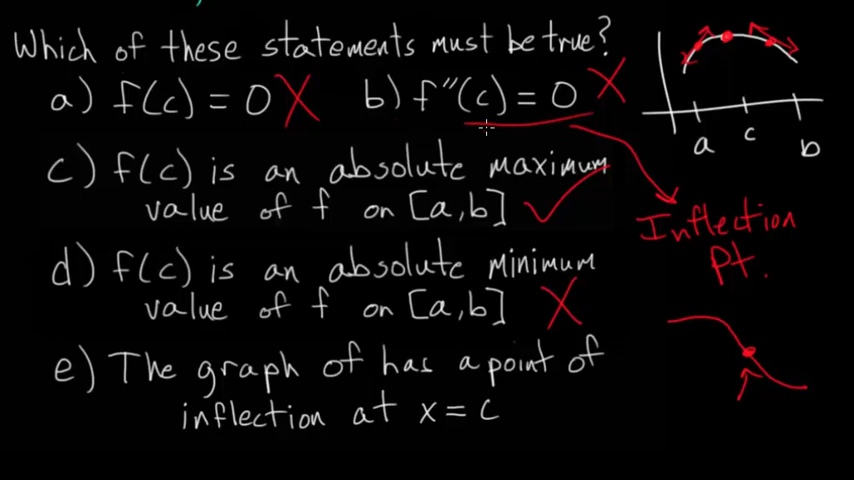 Which of these statements must be true?
a) f(c) = 0 X b) f"(c) = 0 X
c) f(c) is an absolute maximum
value of f on [a,b] ✓
d) f(c) is an absolute minimum
value of f on [a,b] X
e) The graph of has a point of
inflection at x = c
a c b
Inflection
Pt.